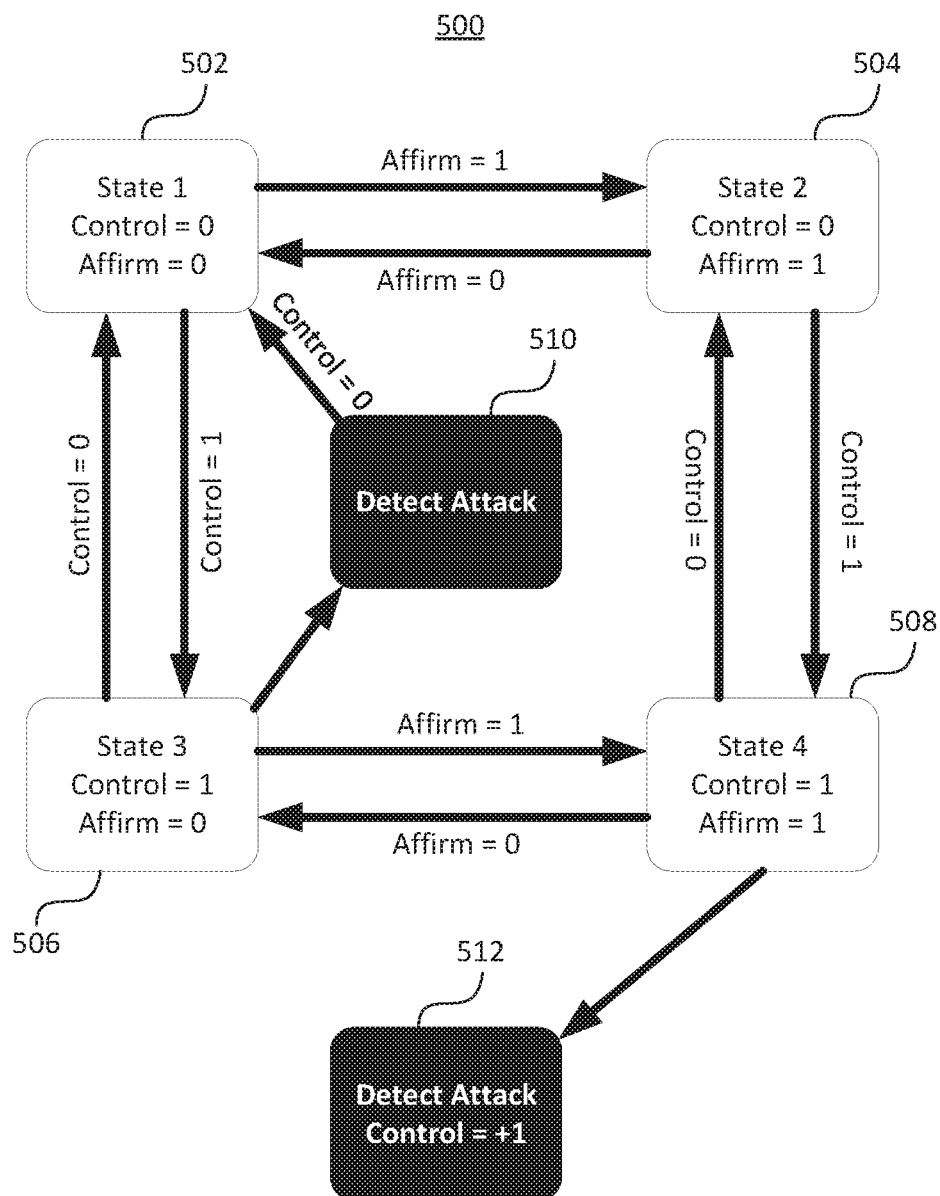 500
502
504
State 1
Control = 0
Affirm = 0
Affirm = 1
Affirm = 0
State 2
Control = 0
Affirm = 1
Control = 0
510
Detect Attack
Control = 0
Control = 1
Control = 0
Control = 1
508
State 3
Control = 1
Affirm = 0
Affirm = 1
Affirm = 0
State 4
Control = 1
Affirm = 1
506
512
Detect Attack
Control = +1